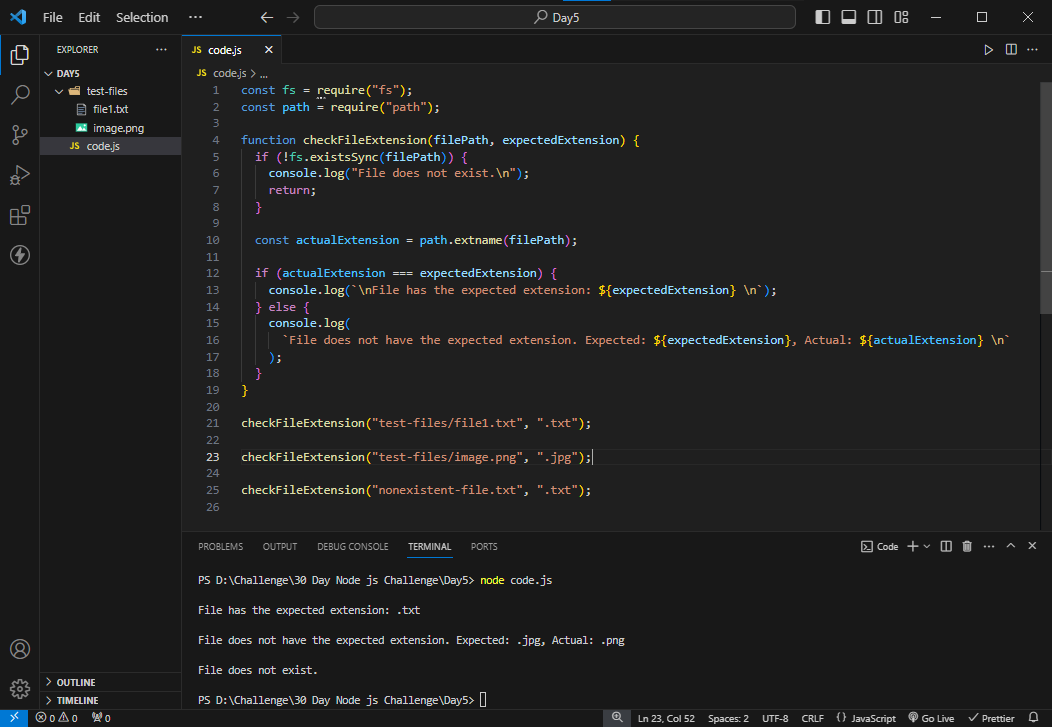 File Edit Selection ··· Day5
EXPLORER ···
DAY5
test-files
file1.txt
image.png
JS code.js
OUTLINE
TIMELINE
JS code.js
JS code.js > ...
1 const fs = require("fs");
2 const path = require("path");
3
4 function checkFileExtension(filePath, expectedExtension) {
5 if (!fs.existsSync(filePath)) {
6 console.log("File does not exist.\n");
7 return;
8 }
9
10 const actualExtension = path.extname(filePath);
11
12 if (actualExtension === expectedExtension) {
13 console.log(`\nFile has the expected extension: ${expectedExtension} \n`);
14 } else {
15 console.log(
16 `File does not have the expected extension. Expected: ${expectedExtension}, Actual: ${actualExtension} \n`
17 );
18 }
19 }
20
21 checkFileExtension("test-files/file1.txt", ".txt");
22
23 checkFileExtension("test-files/image.png", ".jpg");
24
25 checkFileExtension("nonexistent-file.txt", ".txt");
26
PROBLEMS OUTPUT DEBUG CONSOLE TERMINAL PORTS Code
PS D:\Challenge\30 Day Node js Challenge\Day5> node code.js
File has the expected extension: .txt
File does not have the expected extension. Expected: .jpg, Actual: .png
File does not exist.
PS D:\Challenge\30 Day Node js Challenge\Day5>
0 0 0 Ln 23, Col 52 Spaces: 2 UTF-8 CRLF {} JavaScript Go Live Prettier